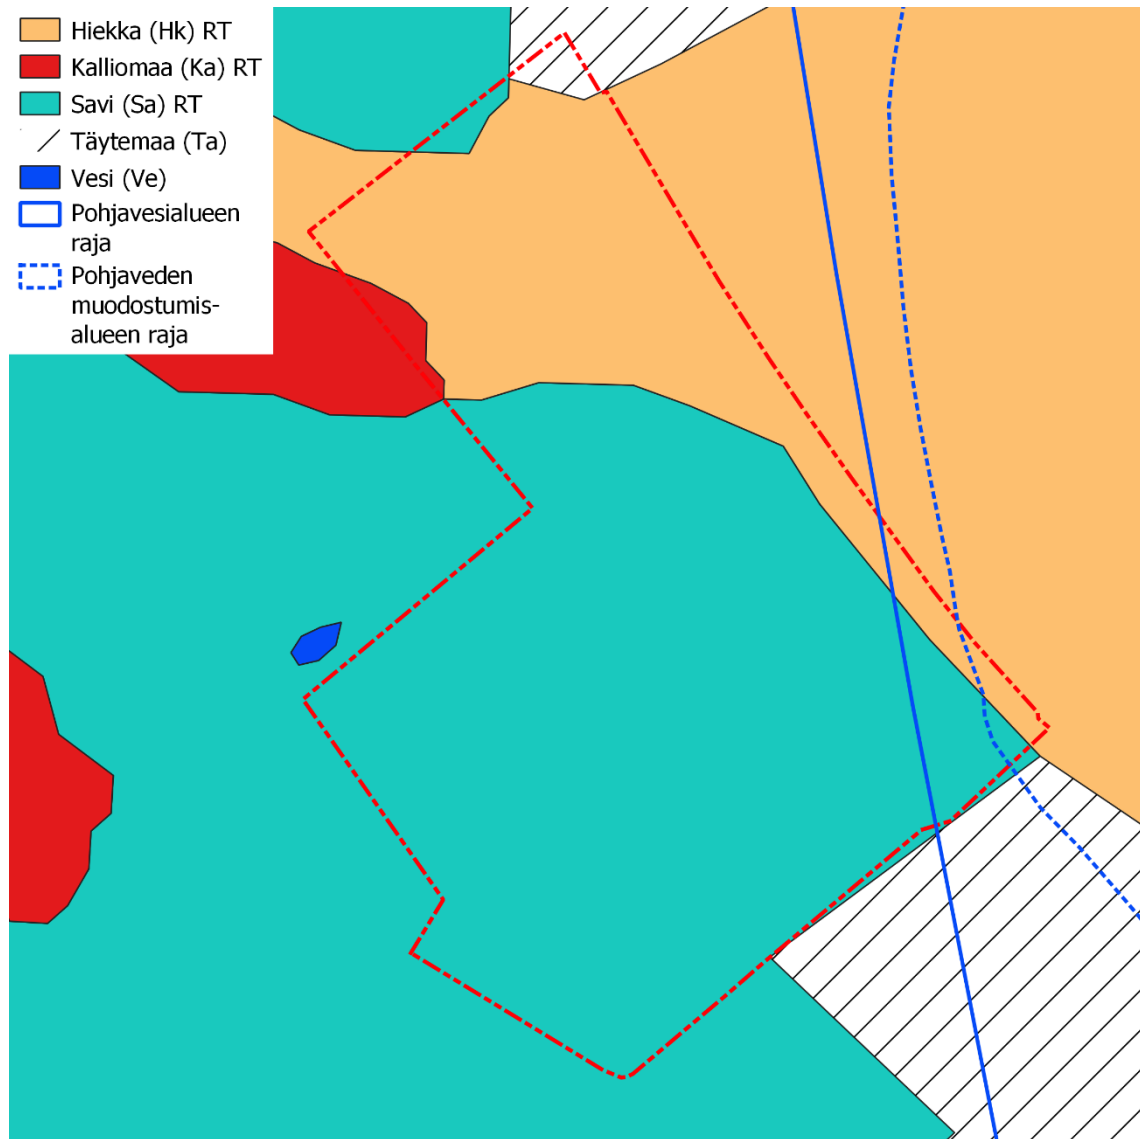 Hiekka (Hk) RT
Kalliomaa (Ka) RT
Savi (Sa) RT
Täytemaa (Ta)
Vesi (Ve)
Pohjavesialueen
raja
Pohjaveden
muodostumis-
alueen raja